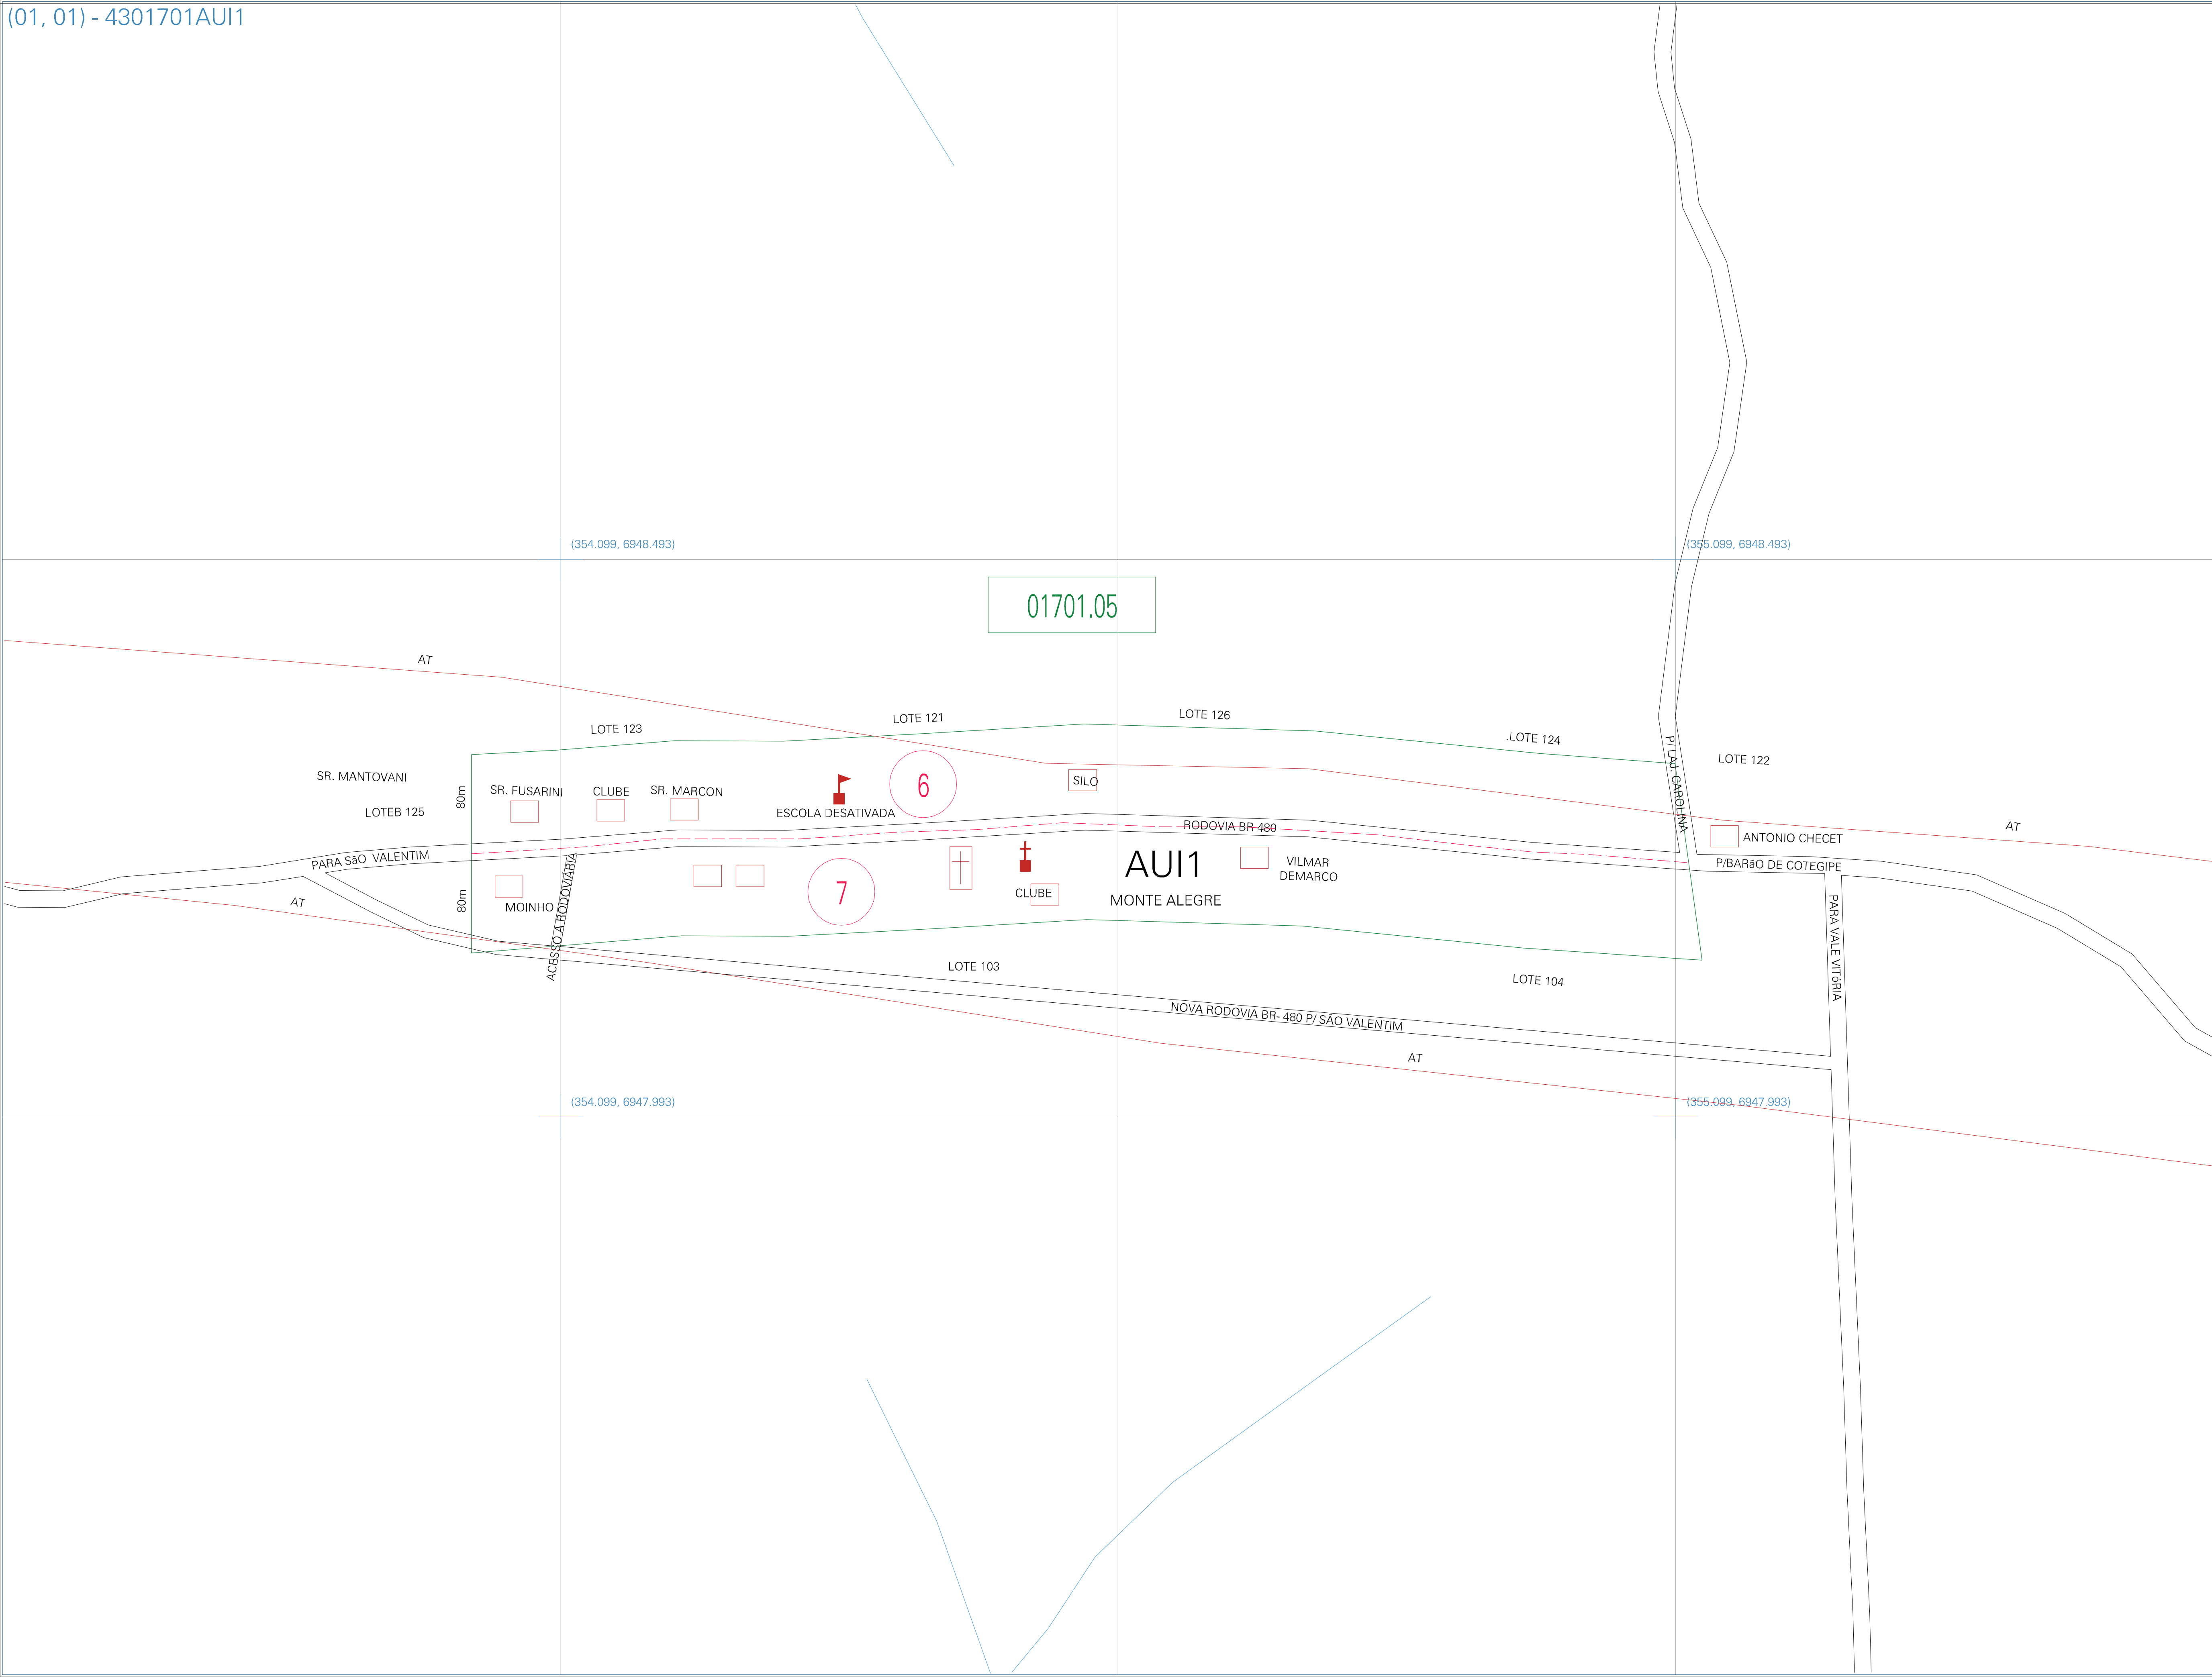 (01, 01) - 4301701AUI1
(354.099, 6948.493)
(355.099, 6948.493)
01701.05
AT
LOTE 123
LOTE 121
LOTE 126
.LOTE 124
LOTE 122
SR. MANTOVANI
LOTEB 125
80m
SR. FUSARINI
CLUBE
SR. MARCON
ESCOLA DESATIVADA
6
SILO
P/ LAJ. CAROLINA
RODOVIA BR 480
ANTONIO CHECET
AT
PARA SãO VALENTIM
P/BARãO DE COTEGIPE
AUI1
MONTE ALEGRE
VILMAR
DEMARCO
CLUBE
7
80m
MOINHO
ACESSO A RODOVIÁRIA
AT
PARA VALE VITóRIA
LOTE 103
LOTE 104
NOVA RODOVIA BR- 480 P/ SÃO VALENTIM
AT
(354.099, 6947.993)
(355.099, 6947.993)